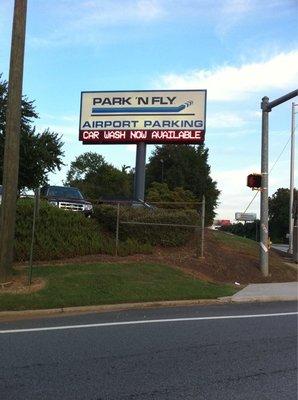 PARK 'N FLY
AIRPORT PARKING
CAR WASH NOW AVAILABLE